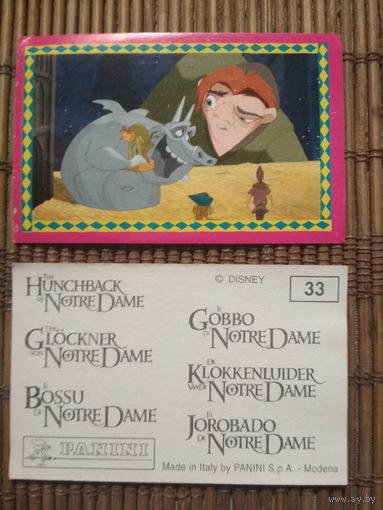 The
HUNCHBACK
OF NOTRE DAME
Der
GLÖCKNER
VON NOTRE DAME
LE
BOSSU
DE NOTRE DAME
PANINI
© DISNEY
33
IL
GOBBO
DI NOTRE DAME
DE
KLOKKENLUIDER
VAN DE NOTRE DAME
EL
JOROBADO
DE NOTRE DAME
Made in Italy by PANINI S.p.A. - Modena
www.ay.by